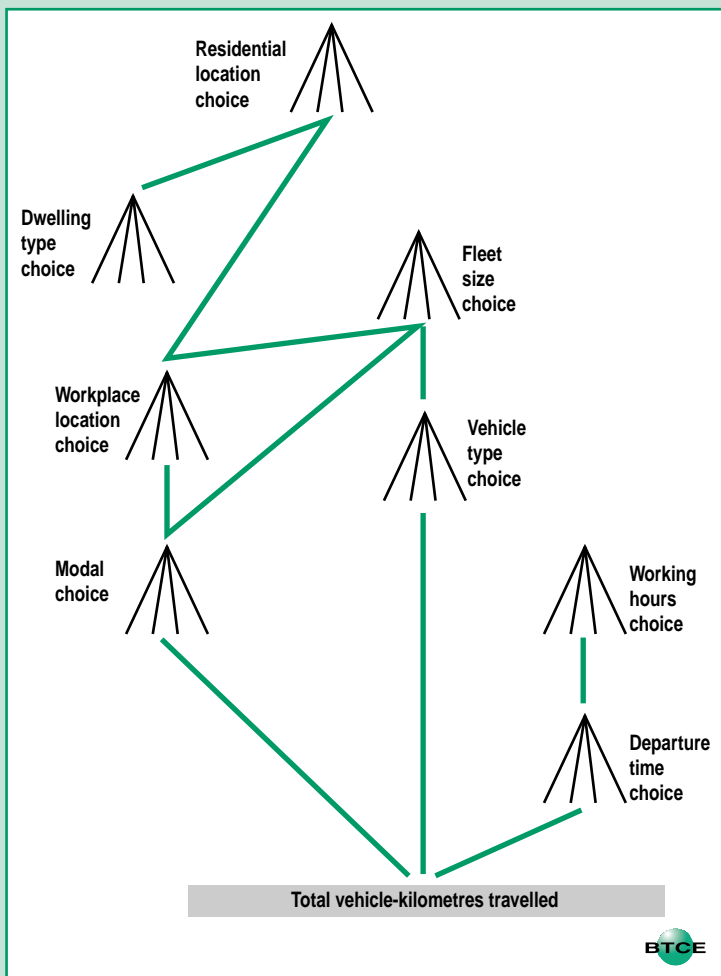 Residential
location
choice
Dwelling
type
choice
Fleet
size
choice
Workplace
location
choice
Vehicle
type
choice
Modal
choice
Working
hours
choice
Departure
time
choice
Total vehicle-kilometres travelled
BTCE